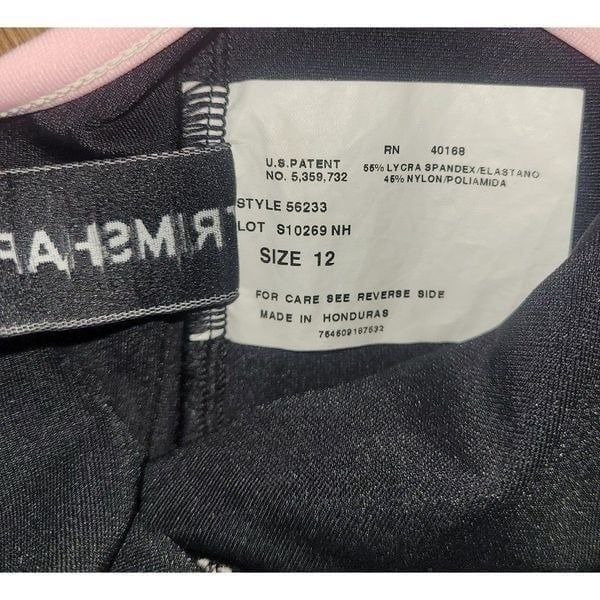 TRIMSHAP
RN 40168
U.S.PATENT
NO. 5,359,732
55% LYCRA SPANDEX/ELASTANO
45% NYLON/POLIAMIDA
STYLE 56233
LOT S10269 NH
SIZE 12
FOR CARE SEE REVERSE SIDE
MADE IN HONDURAS